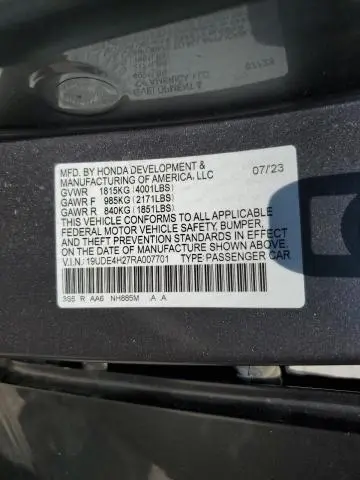 MFD. BY HONDA DEVELOPMENT & 07/23
MANUFACTURING OF AMERICA, LLC
GVWR 1815KG (4001LBS)
GAWR F 985KG (2171LBS)
GAWR R 840KG (1851LBS)
THIS VEHICLE CONFORMS TO ALL APPLICABLE
FEDERAL MOTOR VEHICLE SAFETY, BUMPER,
AND THEFT PREVENTION STANDARDS IN EFFECT
ON THE DATE OF MANUFACTURE SHOWN ABOVE.
V.I.N.: 19UDE4H27RA007701 TYPE: PASSENGER CAR
3S5 R AA6 NH885M A A